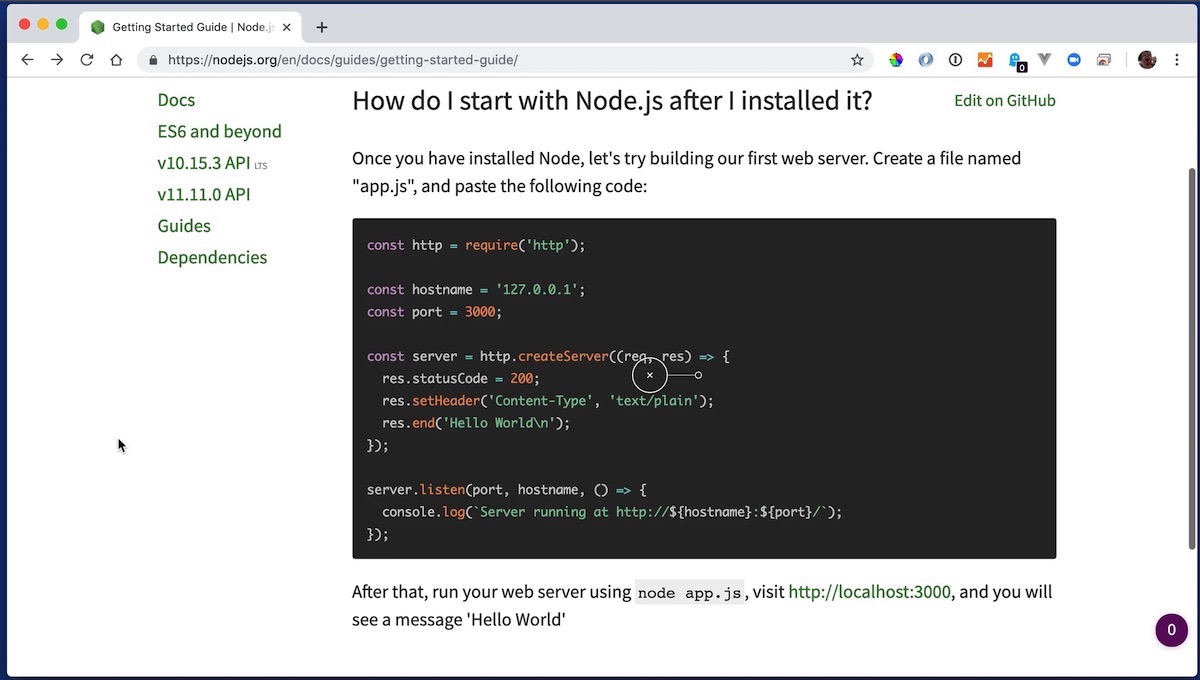 Getting Started Guide | Node.js
https://nodejs.org/en/docs/guides/getting-started-guide/
0
Docs
ES6 and beyond
v10.15.3 API LTS
v11.11.0 API
Guides
Dependencies
How do I start with Node.js after I installed it?
Edit on GitHub
Once you have installed Node, let's try building our first web server. Create a file named
"app.js", and paste the following code:
const http = require('http');
const hostname = '127.0.0.1';
const port = 3000;
const server = http.createServer((req, res) => {
  res.statusCode = 200;
  res.setHeader('Content-Type', 'text/plain');
  res.end('Hello World\n');
});
server.listen(port, hostname, () => {
  console.log(`Server running at http://${hostname}:${port}/`);
});
After that, run your web server using node app.js, visit http://localhost:3000, and you will
see a message 'Hello World'
0